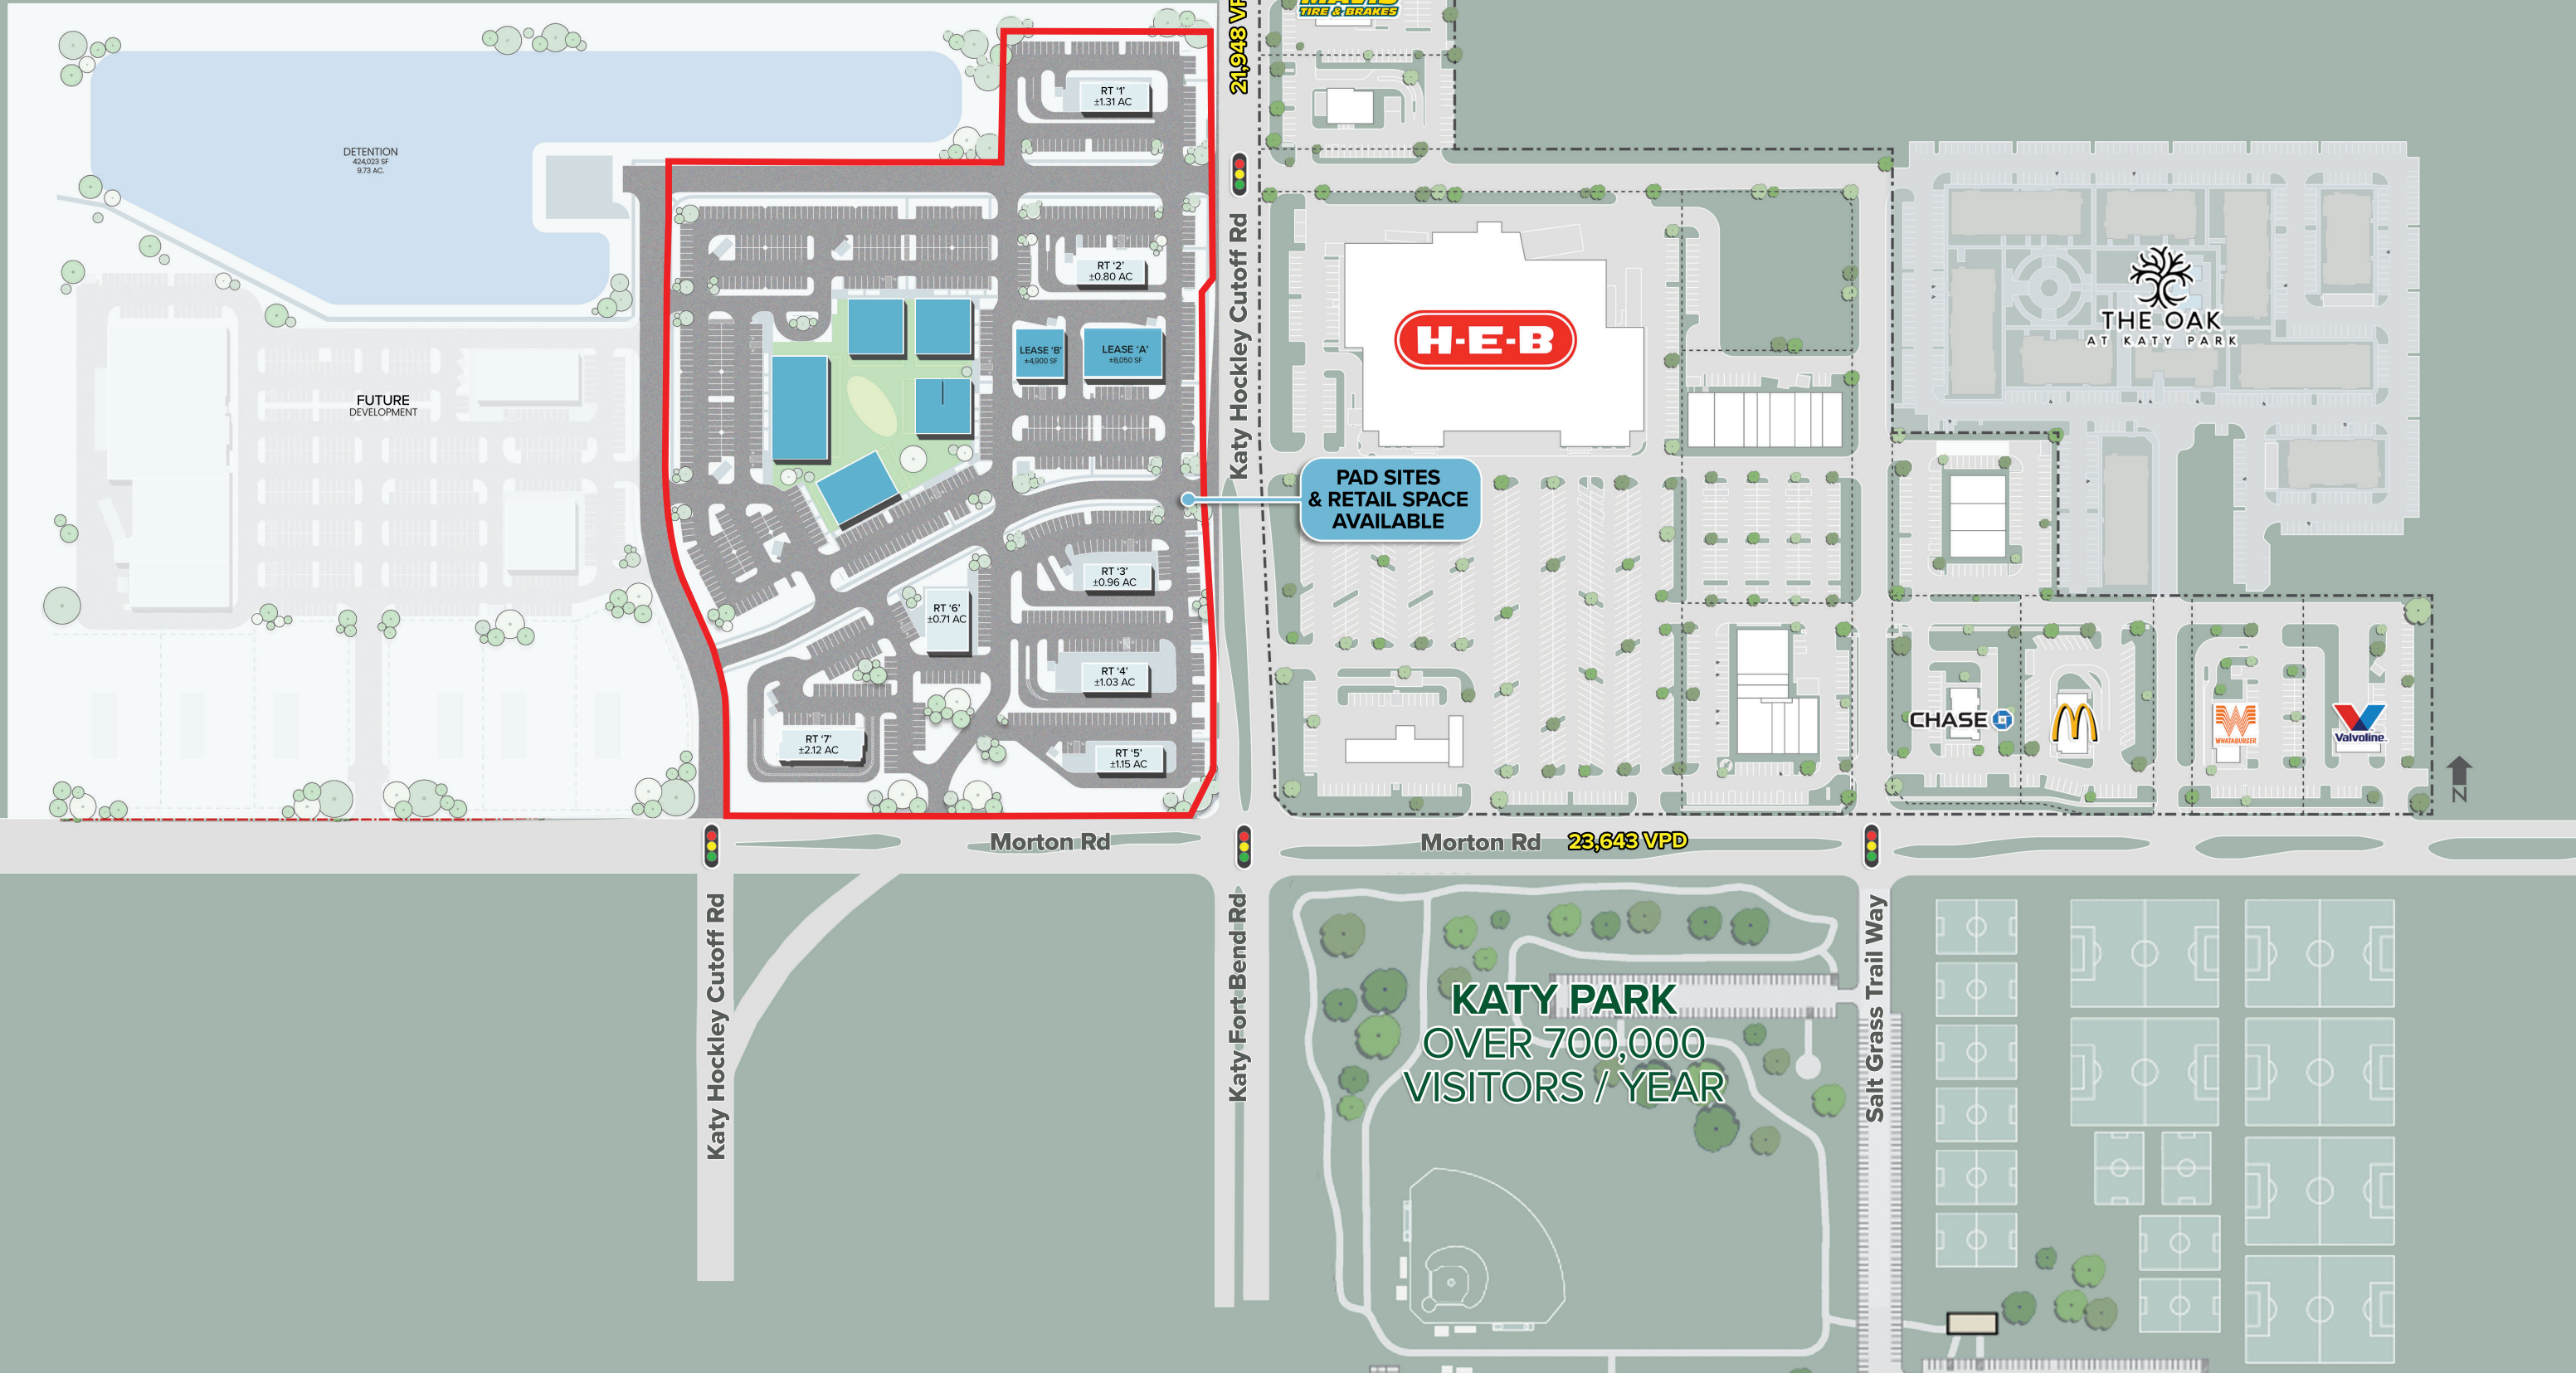 MAVIS
TIRE & BRAKES
21,948 VP
RT '1'
±1.31 AC
DETENTION
424,023 SF
9.73 AC.
RT '2'
±0.80 AC
Katy Hockley Cutoff Rd
H-E-B
THE OAK
AT KATY PARK
LEASE 'B'
±4,900 SF
LEASE 'A'
±8,050 SF
FUTURE
DEVELOPMENT
PAD SITES
& RETAIL SPACE
AVAILABLE
RT '3'
±0.96 AC
RT '6'
±0.71 AC
RT '4'
±1.03 AC
RT '7'
±2.12 AC
RT '5'
±1.15 AC
CHASE
M
W
WHATABURGER
V
Valvoline
N
Morton Rd
Morton Rd
23,643 VPD
Katy Hockley Cutoff Rd
Katy Fort Bend Rd
Salt Grass Trail Way
KATY PARK
OVER 700,000
VISITORS / YEAR